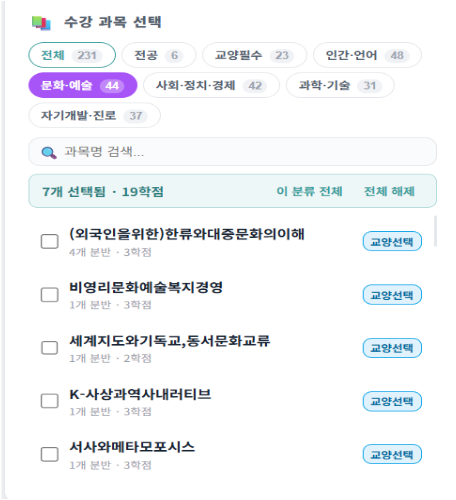 수강 과목 선택
전체 231 전공 6 교양필수 23 인간·언어 48
문화·예술 44 사회·정치·경제 42 과학·기술 31
자기개발·진로 37
과목명 검색...
7개 선택됨 · 19학점 이 분류 전체 전체 해제
(외국인을위한)한류와대중문화의이해 교양선택
4개 분반 · 3학점
비영리문화예술복지경영 교양선택
1개 분반 · 3학점
세계지도와기독교,동서문화교류 교양선택
1개 분반 · 2학점
K-사상과역사내러티브 교양선택
1개 분반 · 3학점
서사와메타모포시스 교양선택
1개 분반 · 3학점